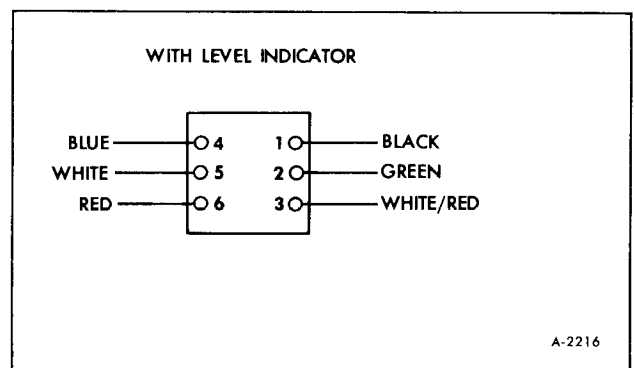 WITH LEVEL INDICATOR
BLUE 4 1 BLACK
WHITE 5 2 GREEN
RED 6 3 WHITE/RED
A-2216